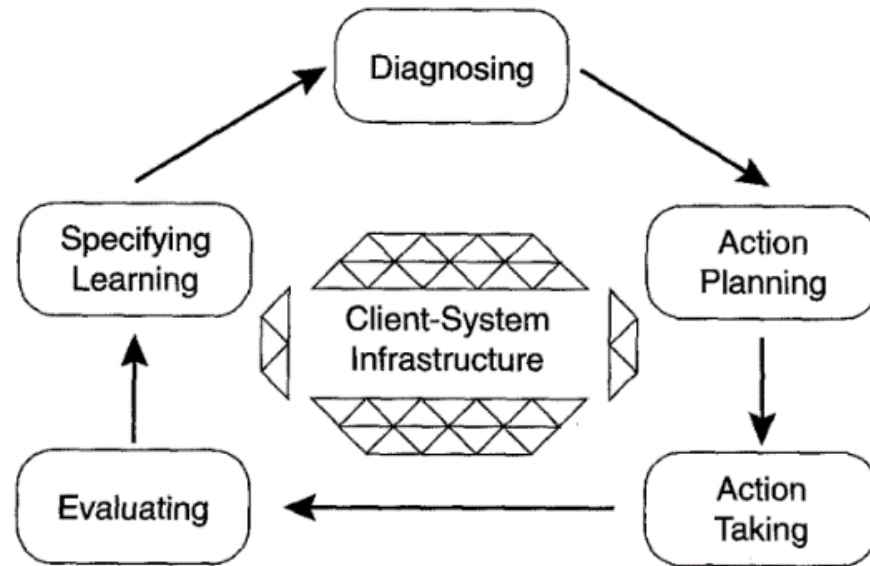 Diagnosing
Action
Planning
Action
Taking
Evaluating
Specifying
Learning
Client-System
Infrastructure